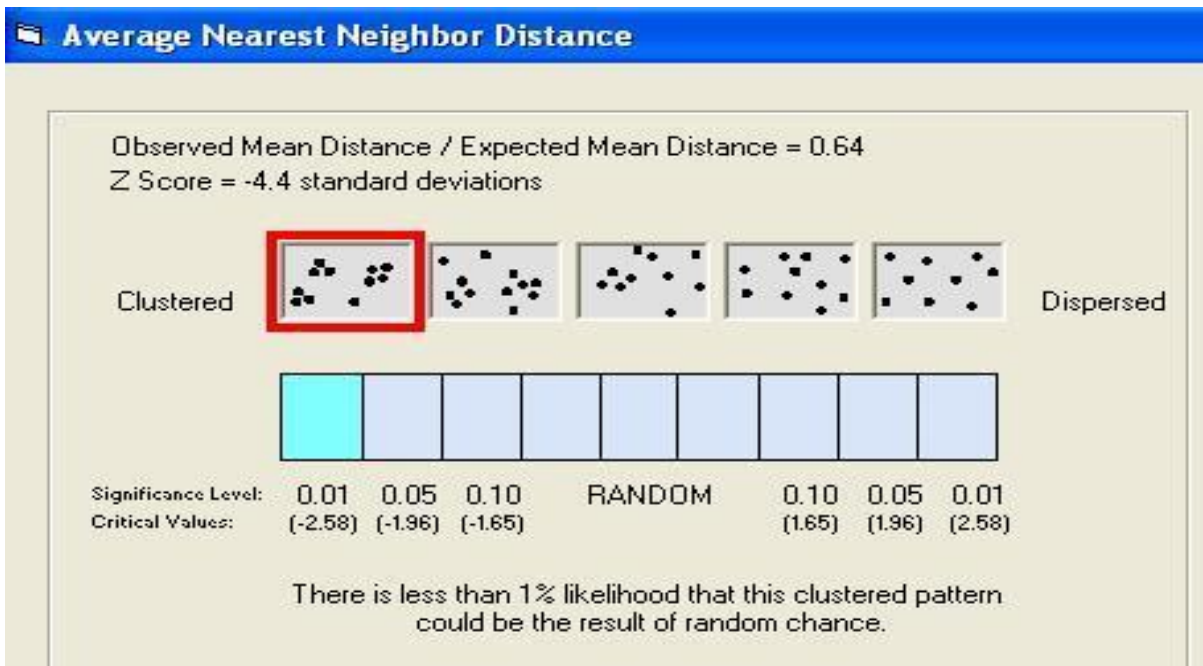 Average Nearest Neighbor Distance
Observed Mean Distance / Expected Mean Distance = 0.64
Z Score = -4.4 standard deviations
Clustered
Dispersed
Significance Level: 0.01 0.05 0.10 RANDOM 0.10 0.05 0.01
Critical Values: (-2.58) (-1.96) (-1.65) (1.65) (1.96) (2.58)
There is less than 1% likelihood that this clustered pattern
could be the result of random chance.